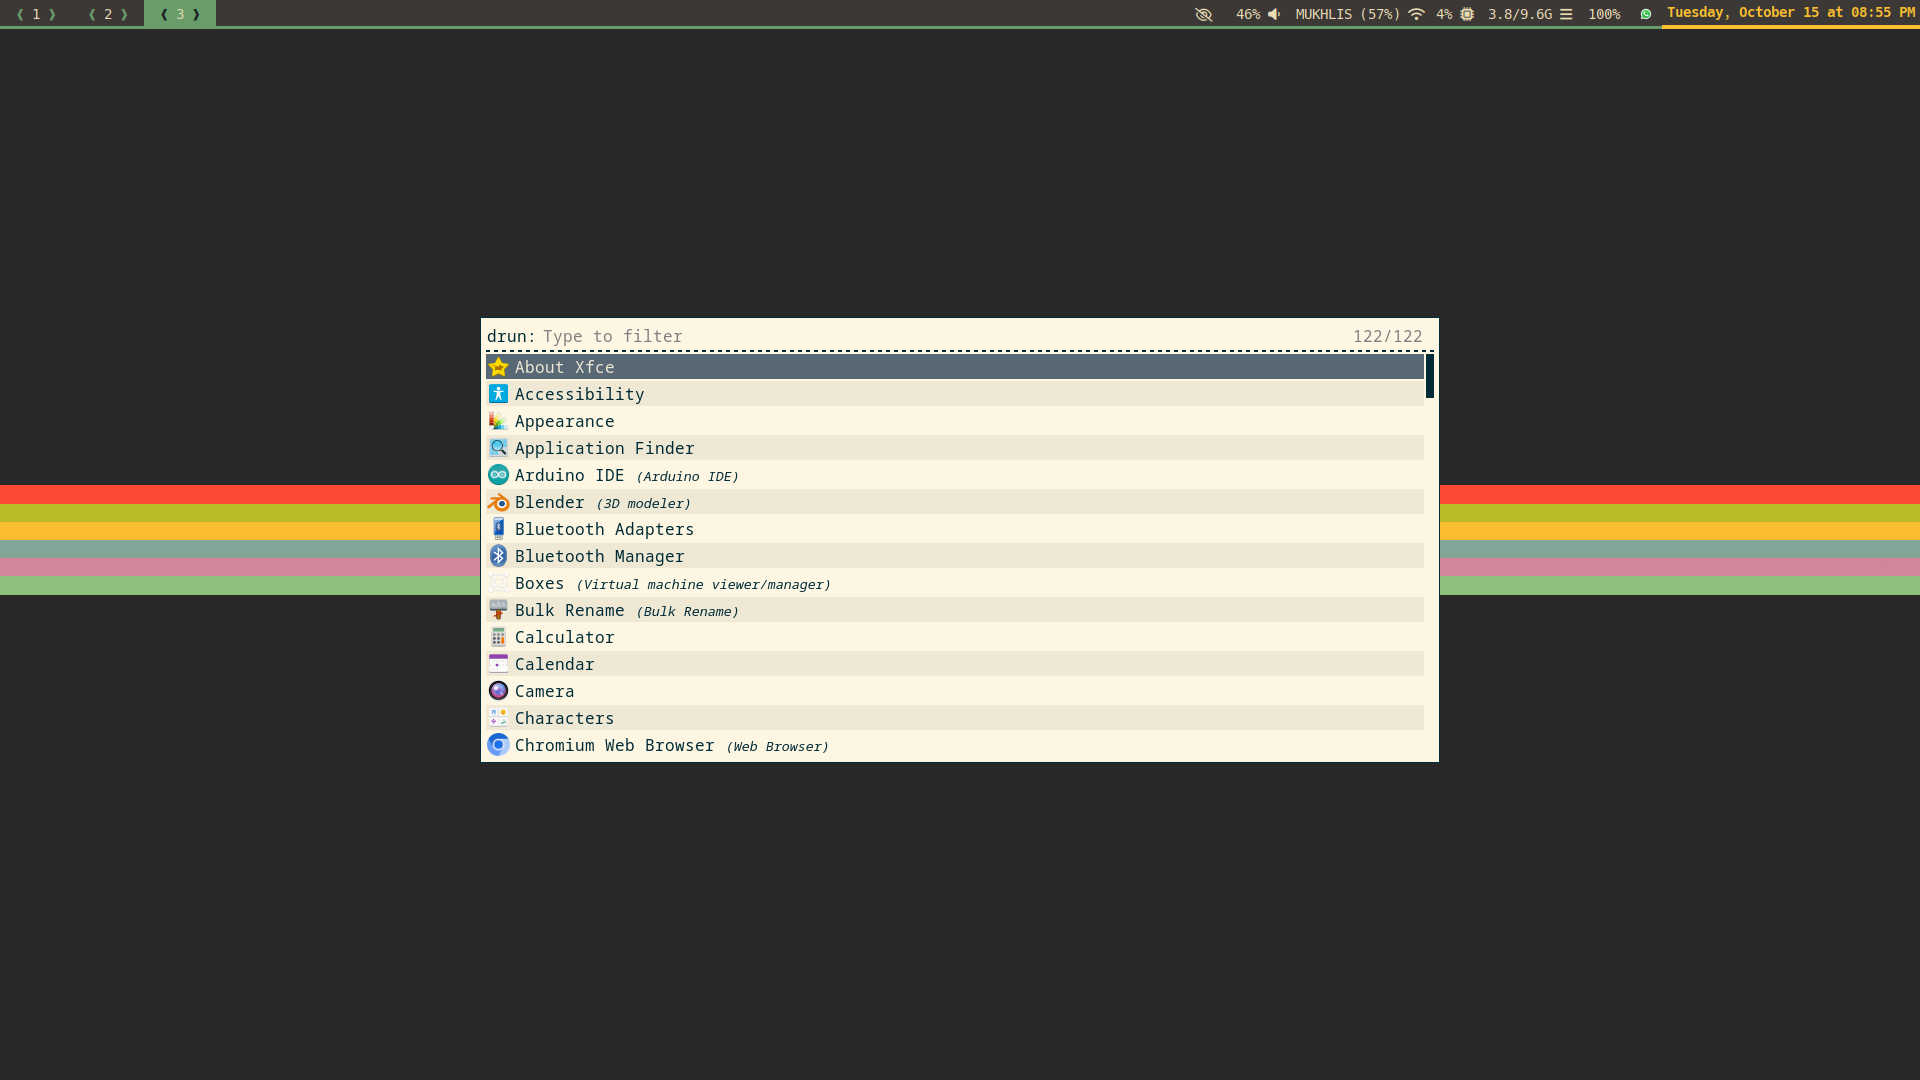 ❰ 1 ❱ ❰ 2 ❱ ❰ 3 ❱ 46% MUKHLIS (57%) 4% 3.8/9.6G 100% Tuesday, October 15 at 08:55 PM
drun: Type to filter 122/122
About Xfce
Accessibility
Appearance
Application Finder
Arduino IDE (Arduino IDE)
Blender (3D modeler)
Bluetooth Adapters
Bluetooth Manager
Boxes (Virtual machine viewer/manager)
Bulk Rename (Bulk Rename)
Calculator
Calendar
Camera
Characters
Chromium Web Browser (Web Browser)